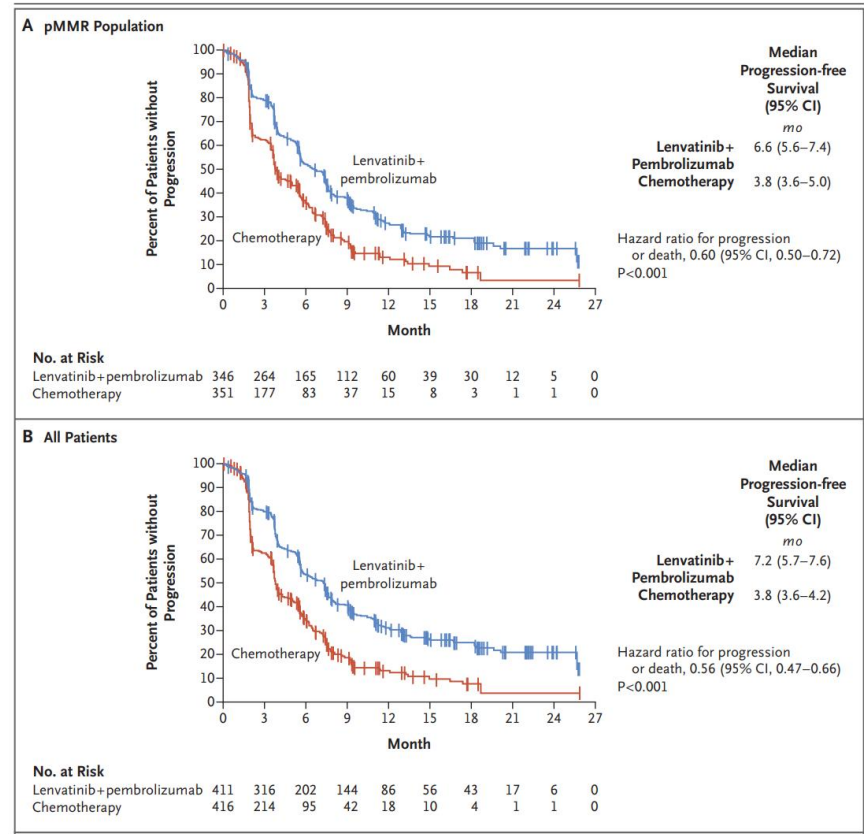 A pMMR Population
100
90
80
70
60
50
40
30
20
10
0
Percent of Patients without
Progression
Lenvatinib+
pembrolizumab
Chemotherapy
0 3 6 9 12 15 18 21 24 27
Month
Median
Progression-free
Survival
(95% CI)
mo
Lenvatinib+ 6.6 (5.6–7.4)
Pembrolizumab
Chemotherapy 3.8 (3.6–5.0)
Hazard ratio for progression
or death, 0.60 (95% CI, 0.50–0.72)
P<0.001
No. at Risk
Lenvatinib+pembrolizumab 346 264 165 112 60 39 30 12 5 0
Chemotherapy 351 177 83 37 15 8 3 1 1 0
B All Patients
100
90
80
70
60
50
40
30
20
10
0
Percent of Patients without
Progression
Lenvatinib+
pembrolizumab
Chemotherapy
0 3 6 9 12 15 18 21 24 27
Month
Median
Progression-free
Survival
(95% CI)
mo
Lenvatinib+ 7.2 (5.7–7.6)
Pembrolizumab
Chemotherapy 3.8 (3.6–4.2)
Hazard ratio for progression
or death, 0.56 (95% CI, 0.47–0.66)
P<0.001
No. at Risk
Lenvatinib+pembrolizumab 411 316 202 144 86 56 43 17 6 0
Chemotherapy 416 214 95 42 18 10 4 1 1 0